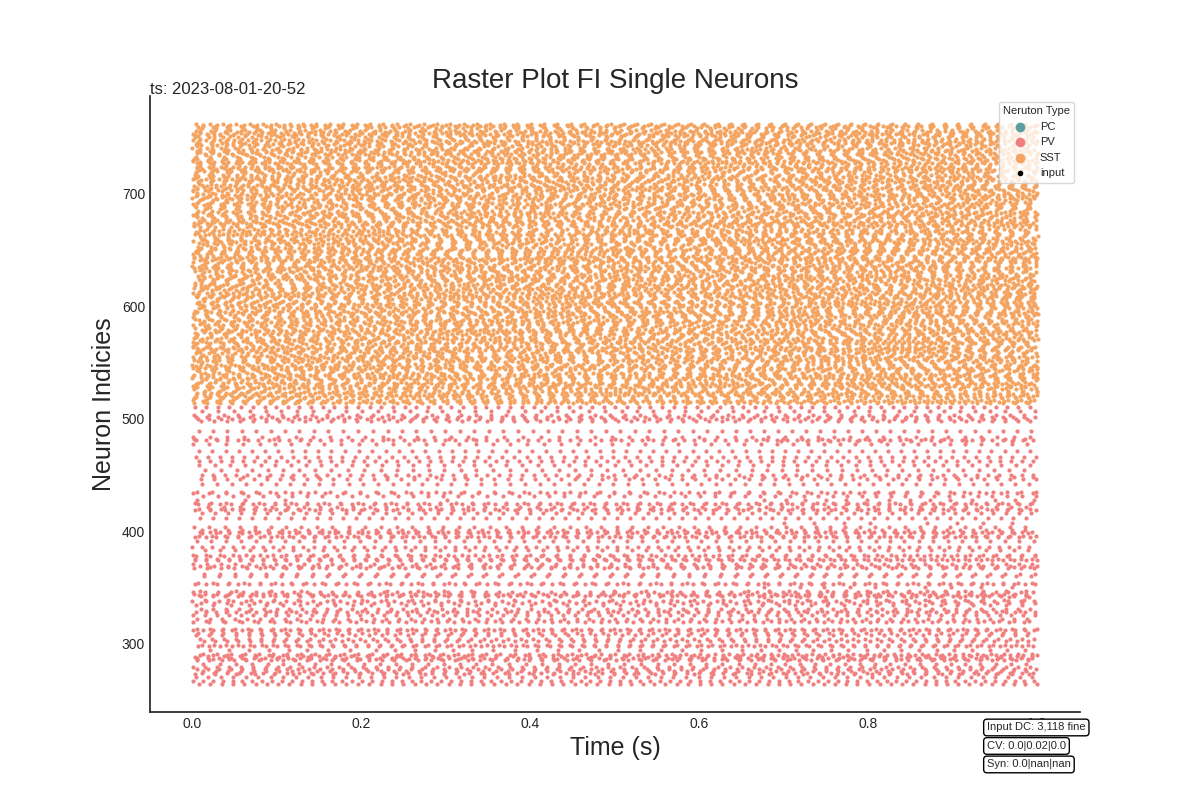 Raster Plot FI Single Neurons
ts: 2023-08-01-20-52
Neruton Type
PC
PV
SST
input
Neuron Indicies
700
600
500
400
300
0.0 0.2 0.4 0.6 0.8
Time (s)
Input DC: 3,118 fine
CV: 0.0|0.02|0.0
Syn: 0.0|nan|nan